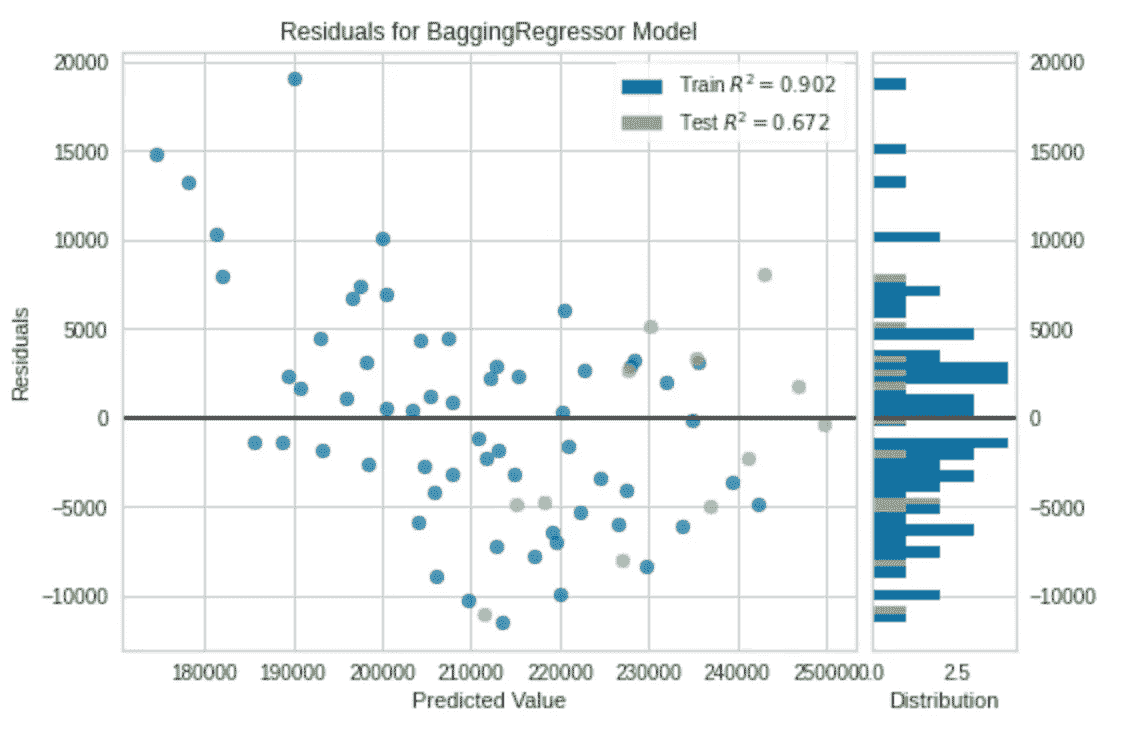 Residuals for BaggingRegressor Model
20000
15000
10000
5000
0
−5000
−10000
Residuals
Train R² = 0.902
Test R² = 0.672
180000 190000 200000 210000 220000 230000 240000 250000
Predicted Value
20000
15000
10000
5000
0
−5000
−10000
0.0 2.5
Distribution